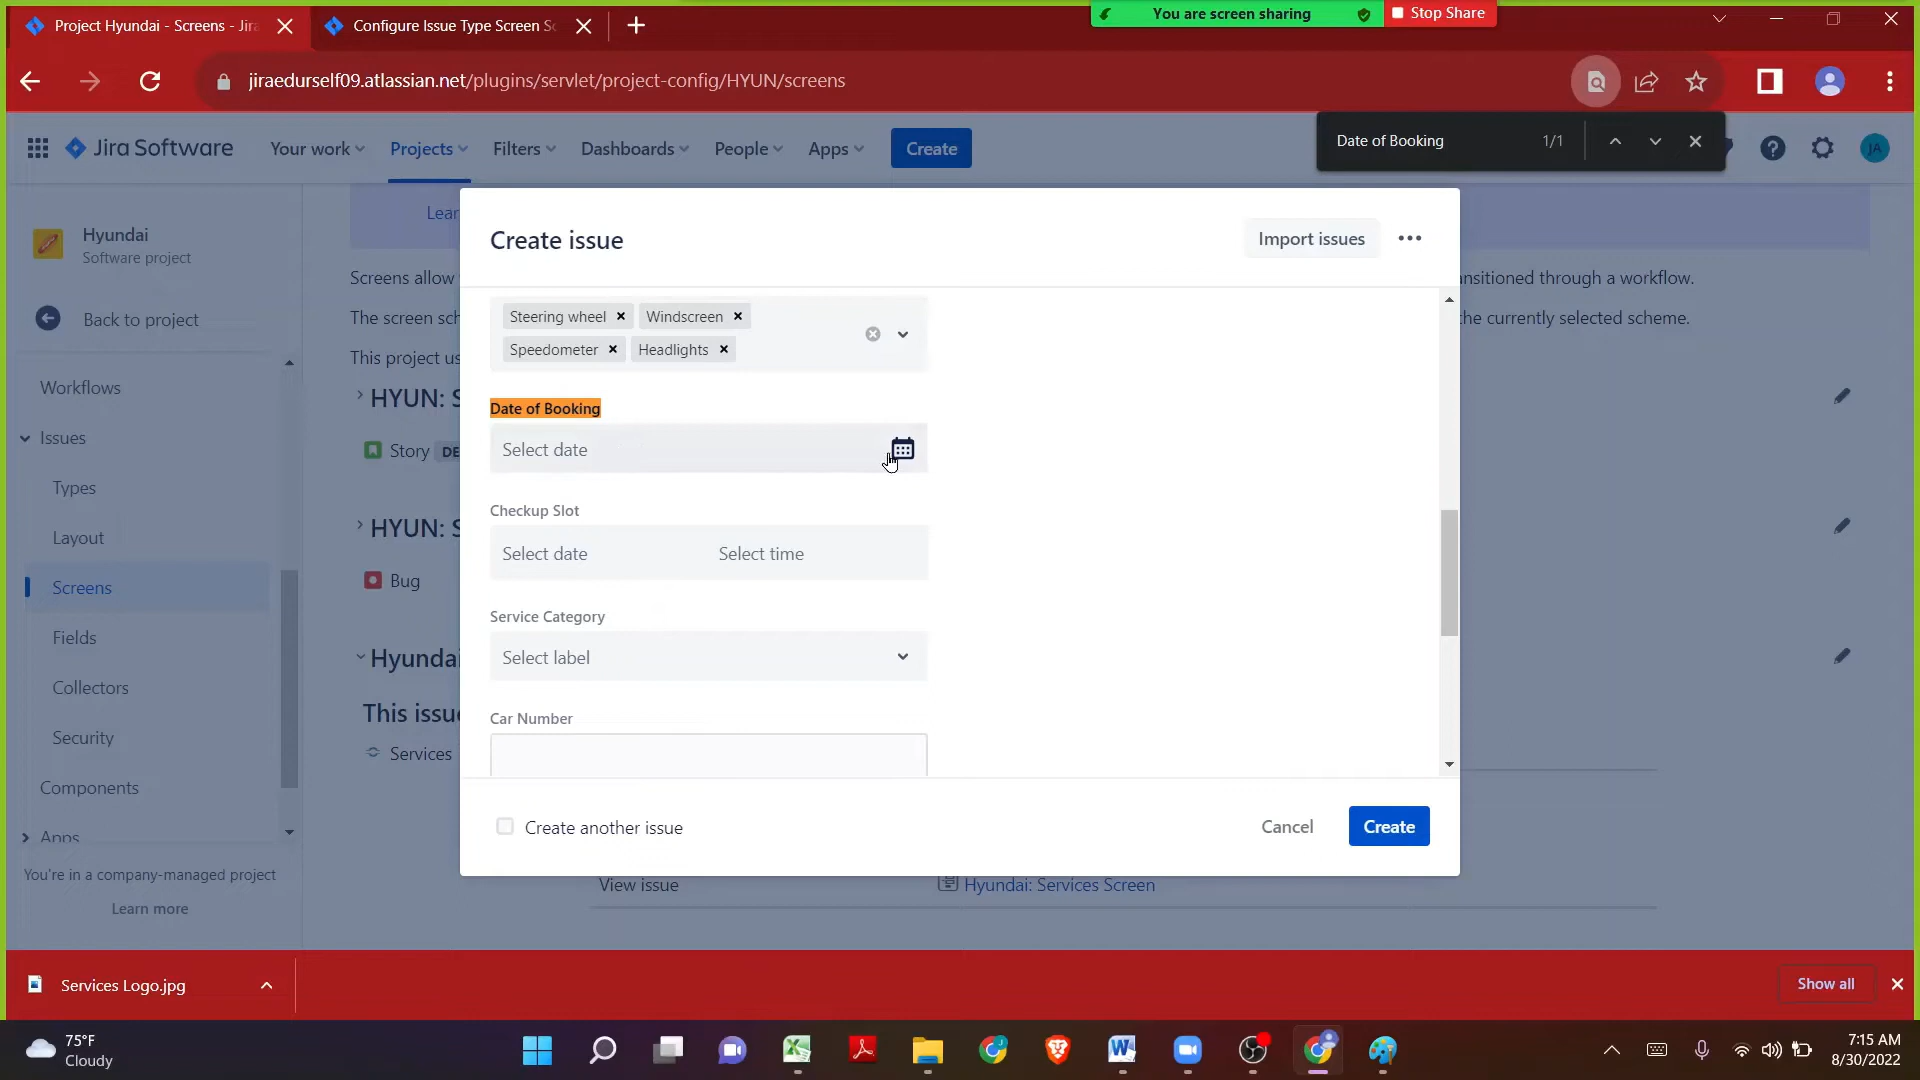 Project Hyundai - Screens - Jira
Configure Issue Type Screen Sc
You are screen sharing
Stop Share
jiraedurself09.atlassian.net/plugins/servlet/project-config/HYUN/screens
Date of Booking
1/1
Jira Software
Your work
Projects
Filters
Dashboards
People
Apps
Create
JA
Hyundai
Software project
Back to project
Workflows
Issues
Types
Layout
Screens
Fields
Collectors
Security
Components
Apps
You're in a company-managed project
Learn more
Lear
Screens allow
ansitioned through a workflow.
The screen sch
the currently selected scheme.
This project us
HYUN: S
Story DE
HYUN: S
Bug
Hyundai
This issue
Services
Create issue
Import issues
Steering wheel
Windscreen
Speedometer
Headlights
Date of Booking
Select date
Checkup Slot
Select date
Select time
Service Category
Select label
Car Number
Create another issue
Cancel
Create
View issue
Hyundai: Services Screen
Services Logo.jpg
Show all
75°F
Cloudy
7:15 AM
8/30/2022